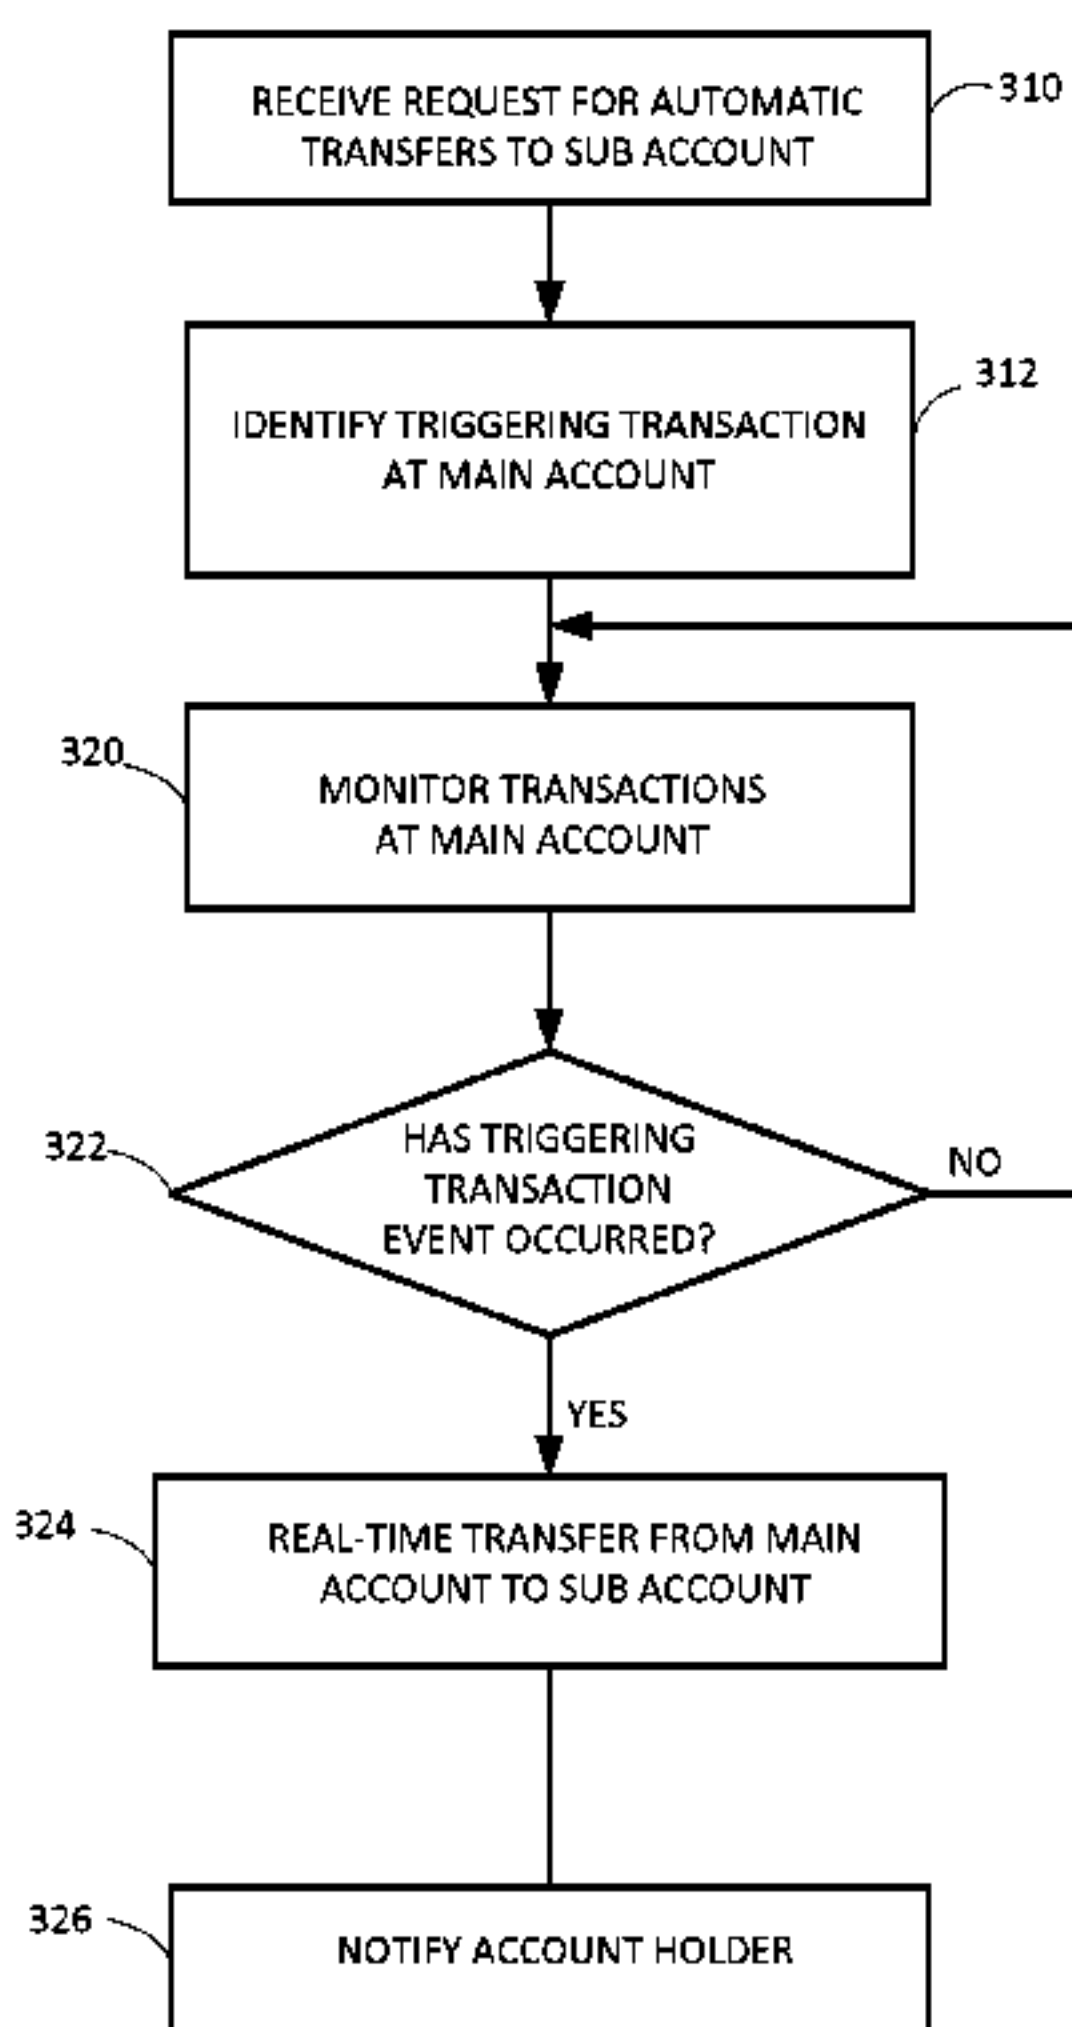 RECEIVE REQUEST FOR AUTOMATIC
TRANSFERS TO SUB ACCOUNT
310
IDENTIFY TRIGGERING TRANSACTION
AT MAIN ACCOUNT
312
320
MONITOR TRANSACTIONS
AT MAIN ACCOUNT
322
HAS TRIGGERING
TRANSACTION
EVENT OCCURRED?
NO
YES
324
REAL-TIME TRANSFER FROM MAIN
ACCOUNT TO SUB ACCOUNT
326
NOTIFY ACCOUNT HOLDER